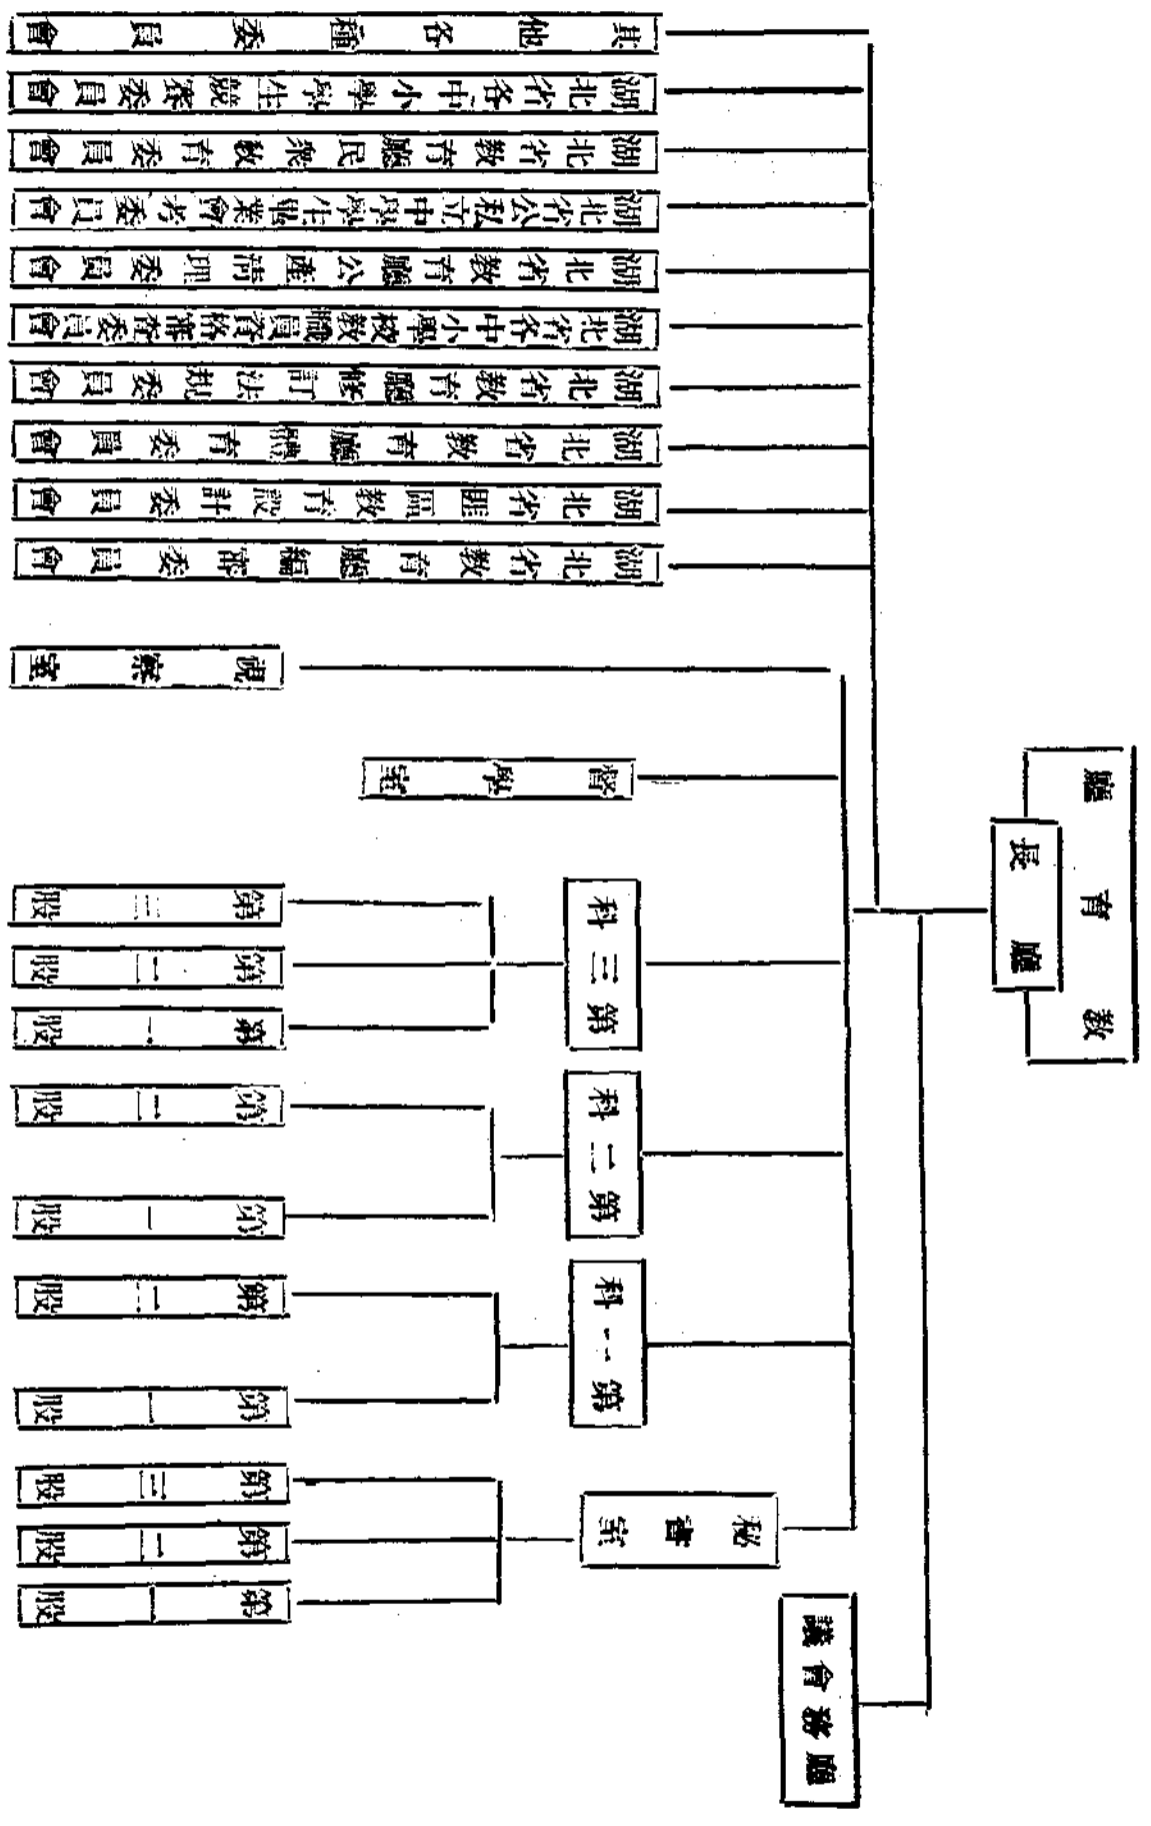 教育廳
廳長
廳務會議
秘書室
第一股
第二股
第三股
第一科
第一股
第二股
第二科
第一股
第二股
第三科
第一股
第二股
第三股
督學室
視察室
湖北省教育廳編審委員會
湖北省匪區教育設計委員會
湖北省教育廳體育委員會
湖北省教育廳修訂法規委員會
湖北省各中小學校教職員資格審查委員會
湖北省教育廳公產清理委員會
湖北省公私立中學學生畢業會考委員會
湖北省教育廳民眾教育委員會
湖北省各中小學學生競賽委員會
其他各種委員會